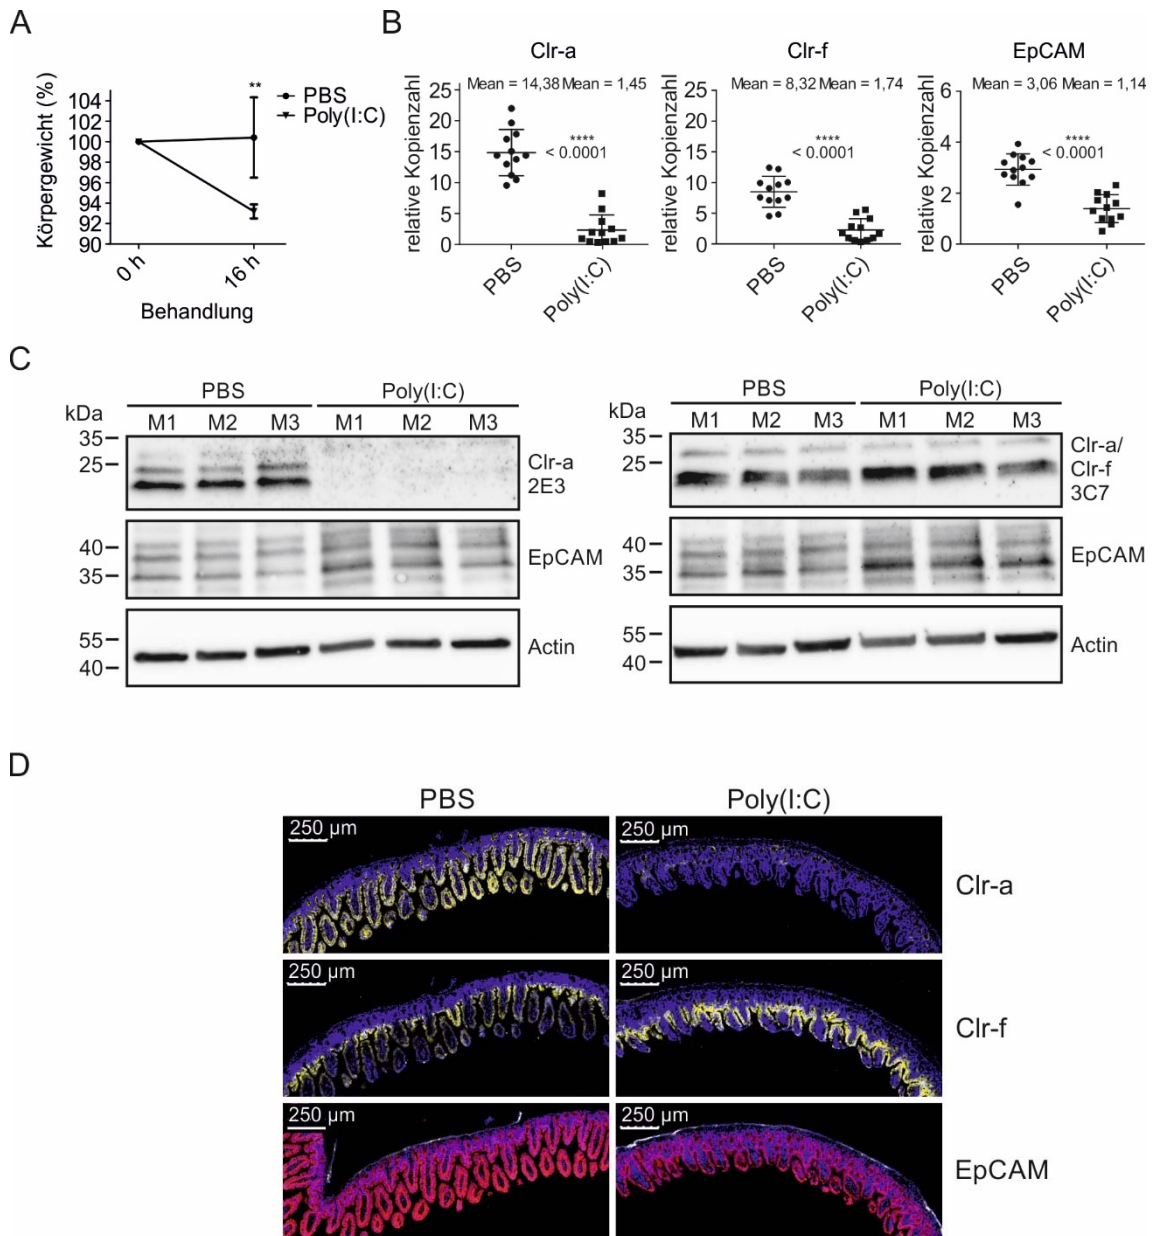 A
Körpergewicht (%)
104
102
100
98
96
94
92
90
**
PBS
Poly(I:C)
0 h
16 h
Behandlung
B
Clr-a
Mean = 14,38 Mean = 1,45
relative Kopienzahl
25
20
15
10
5
0
****
< 0.0001
PBS
Poly(I:C)
Clr-f
Mean = 8,32 Mean = 1,74
relative Kopienzahl
25
20
15
10
5
0
****
< 0.0001
PBS
Poly(I:C)
EpCAM
Mean = 3,06 Mean = 1,14
relative Kopienzahl
6
4
2
0
****
< 0.0001
PBS
Poly(I:C)
C
PBS Poly(I:C)
kDa M1 M2 M3 M1 M2 M3
35
25
Clr-a
2E3
40
35
EpCAM
55
40
Actin
PBS Poly(I:C)
kDa M1 M2 M3 M1 M2 M3
35
25
Clr-a/
Clr-f
3C7
40
35
EpCAM
55
40
Actin
D
PBS Poly(I:C)
250 µm 250 µm
Clr-a
250 µm 250 µm
Clr-f
250 µm 250 µm
EpCAM